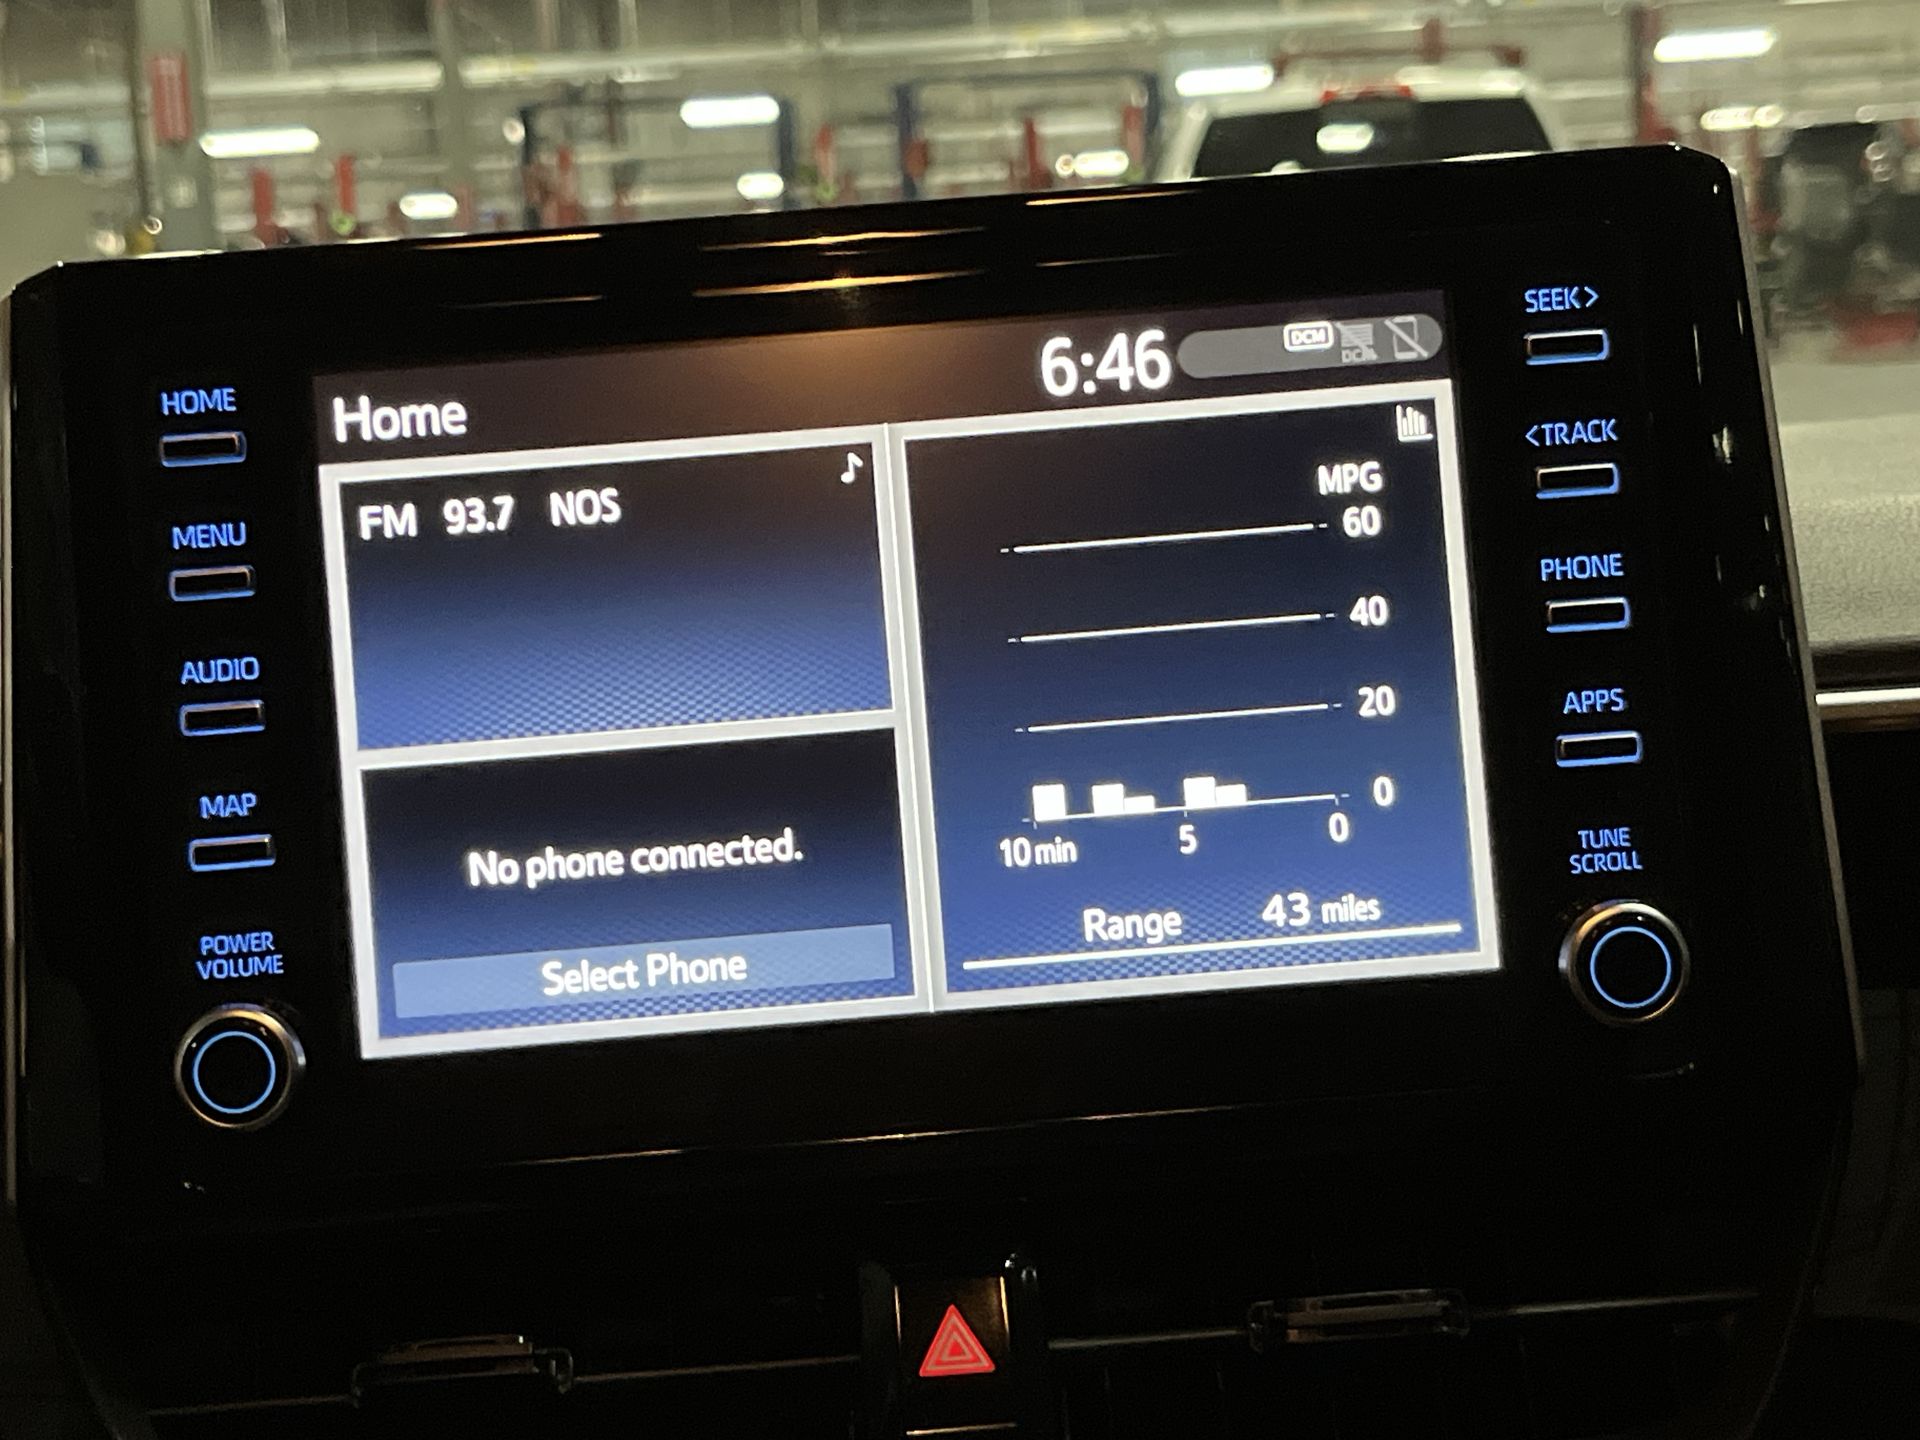 SEEK>
6:46
DCM
DCM
HOME
Home
<TRACK
FM 93.7 NOS
MPG
60
MENU
PHONE
40
AUDIO
APPS
20
0
MAP
No phone connected.
10 min 5 0
TUNE
SCROLL
Range 43 miles
POWER
VOLUME
Select Phone